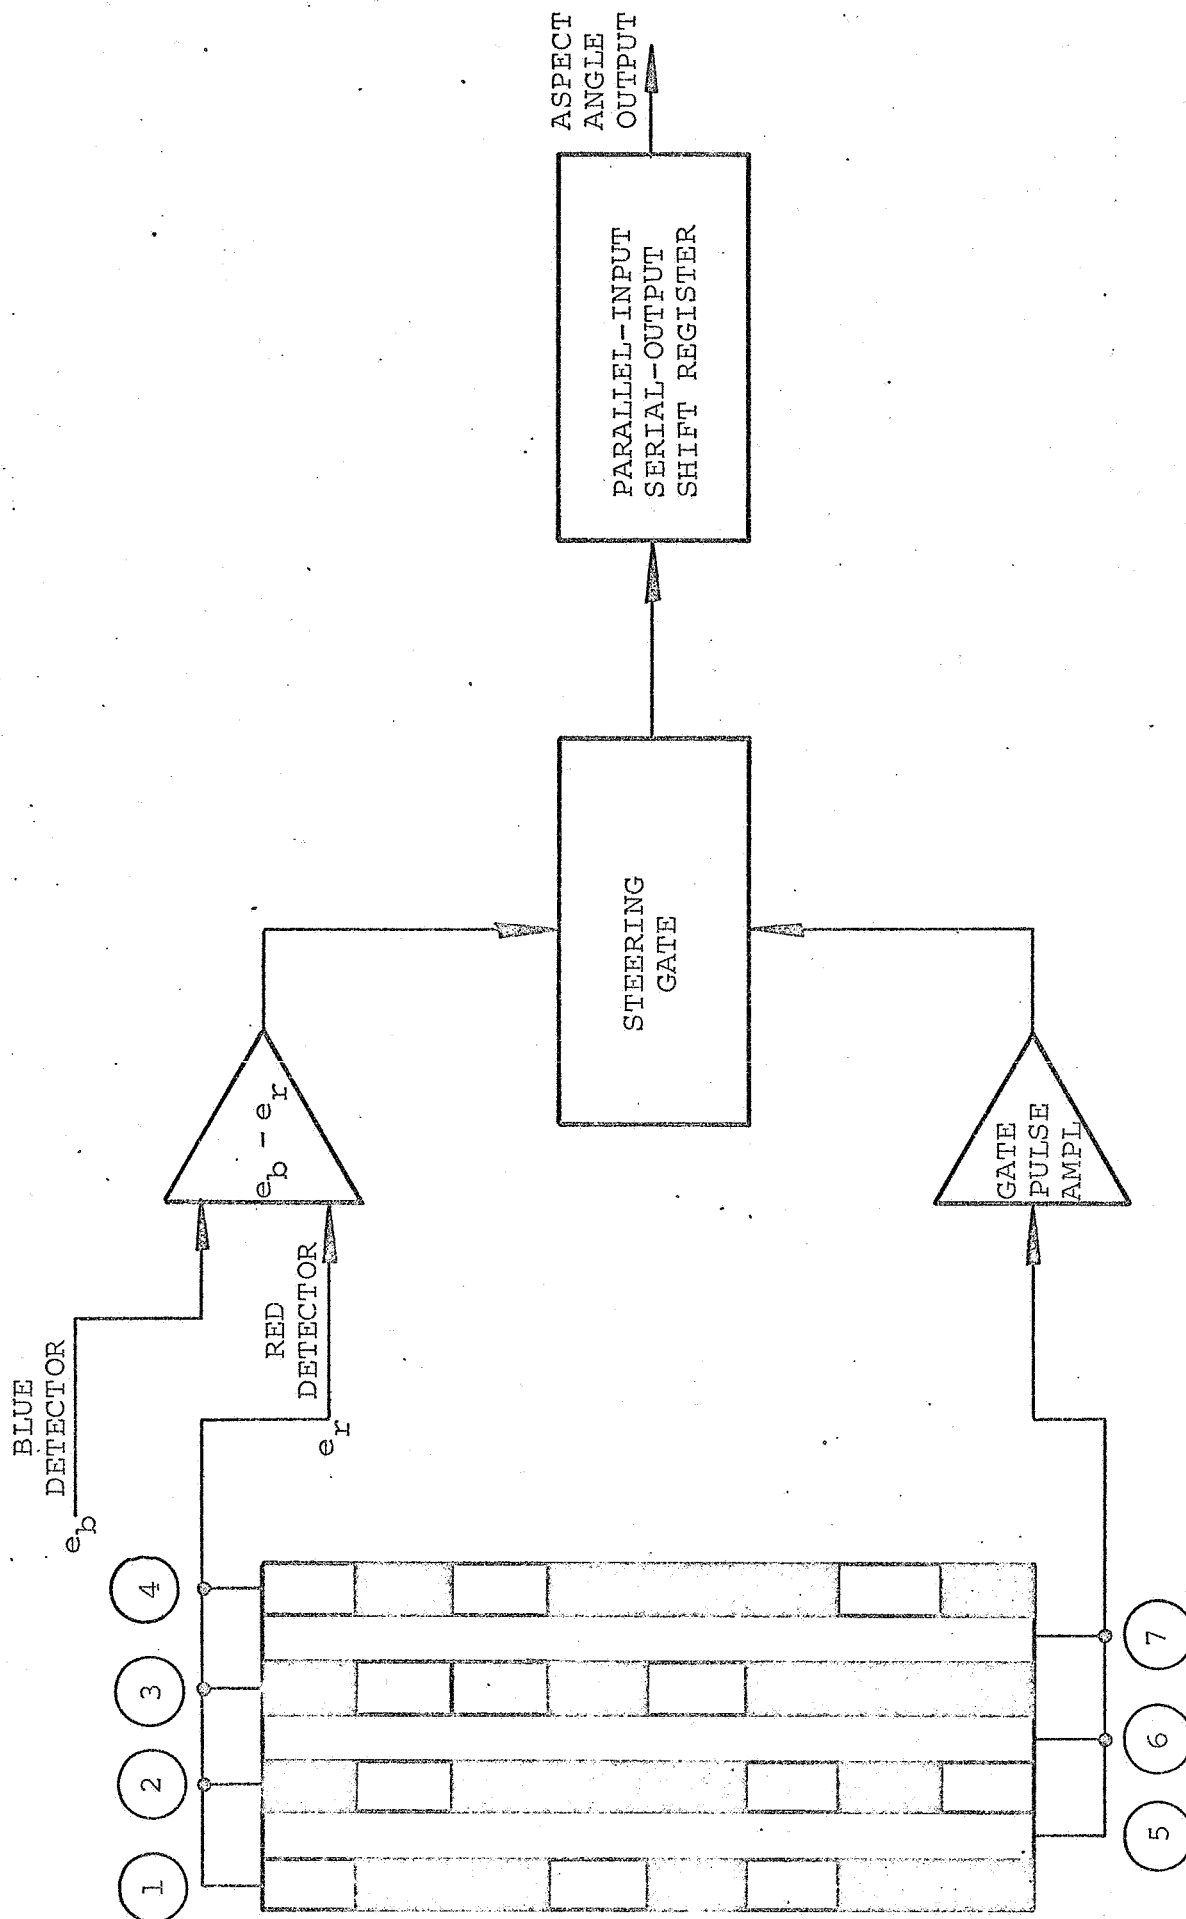 BLUE
DETECTOR
e_b
RED
DETECTOR
e_r
e_b - e_r
GATE
PULSE
AMPL
STEERING
GATE
PARALLEL-INPUT
SERIAL-OUTPUT
SHIFT REGISTER
ASPECT
ANGLE
OUTPUT
1
2
3
4
5
6
7